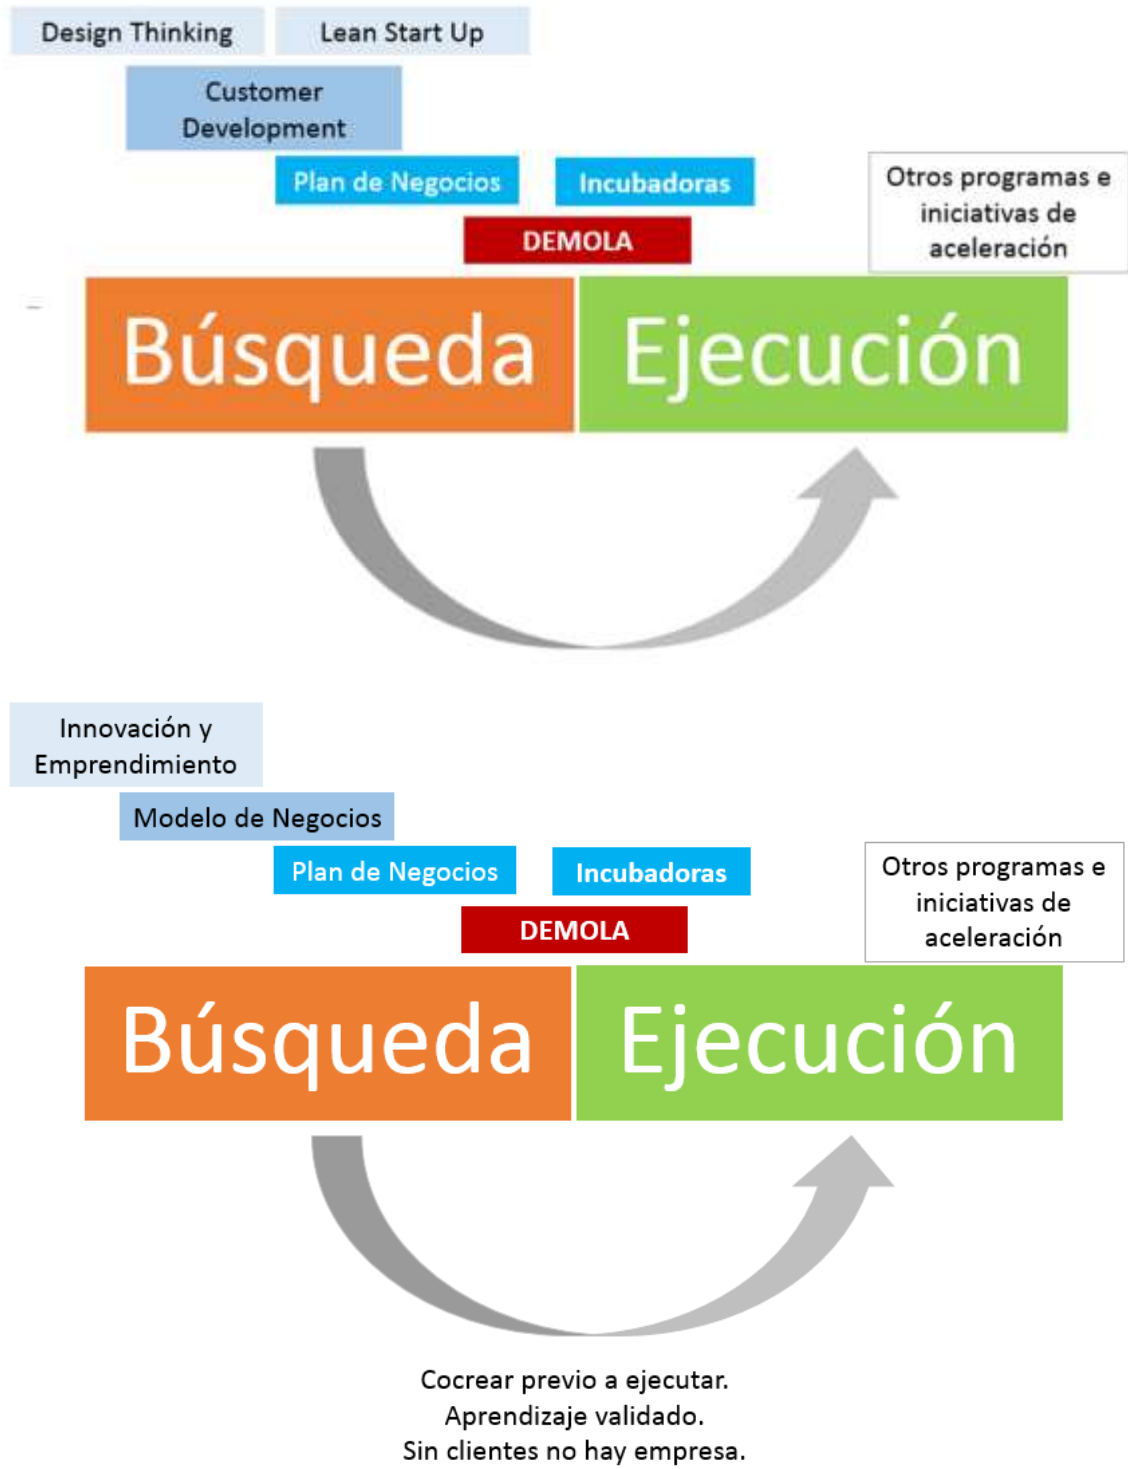 Design Thinking
Lean Start Up
Customer
Development
Plan de Negocios
Incubadoras
Otros programas e
iniciativas de
aceleración
DEMOLA
Búsqueda
Ejecución
Innovación y
Emprendimiento
Modelo de Negocios
Plan de Negocios
Incubadoras
Otros programas e
iniciativas de
aceleración
DEMOLA
Búsqueda
Ejecución
Cocrear previo a ejecutar.
Aprendizaje validado.
Sin clientes no hay empresa.